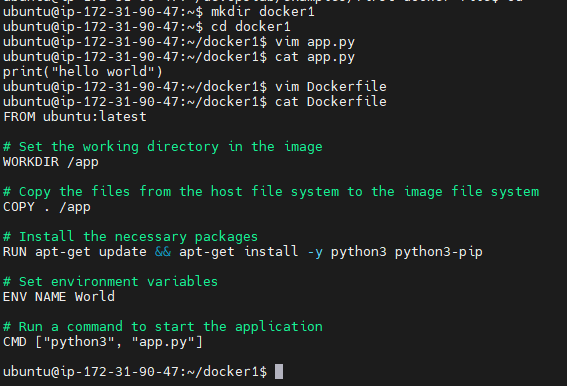 ubuntu@ip-172-31-90-47:~$ mkdir docker1
ubuntu@ip-172-31-90-47:~$ cd docker1
ubuntu@ip-172-31-90-47:~/docker1$ vim app.py
ubuntu@ip-172-31-90-47:~/docker1$ cat app.py
print("hello world")
ubuntu@ip-172-31-90-47:~/docker1$ vim Dockerfile
ubuntu@ip-172-31-90-47:~/docker1$ cat Dockerfile
FROM ubuntu:latest
# Set the working directory in the image
WORKDIR /app
# Copy the files from the host file system to the image file system
COPY . /app
# Install the necessary packages
RUN apt-get update && apt-get install -y python3 python3-pip
# Set environment variables
ENV NAME World
# Run a command to start the application
CMD ["python3", "app.py"]
ubuntu@ip-172-31-90-47:~/docker1$